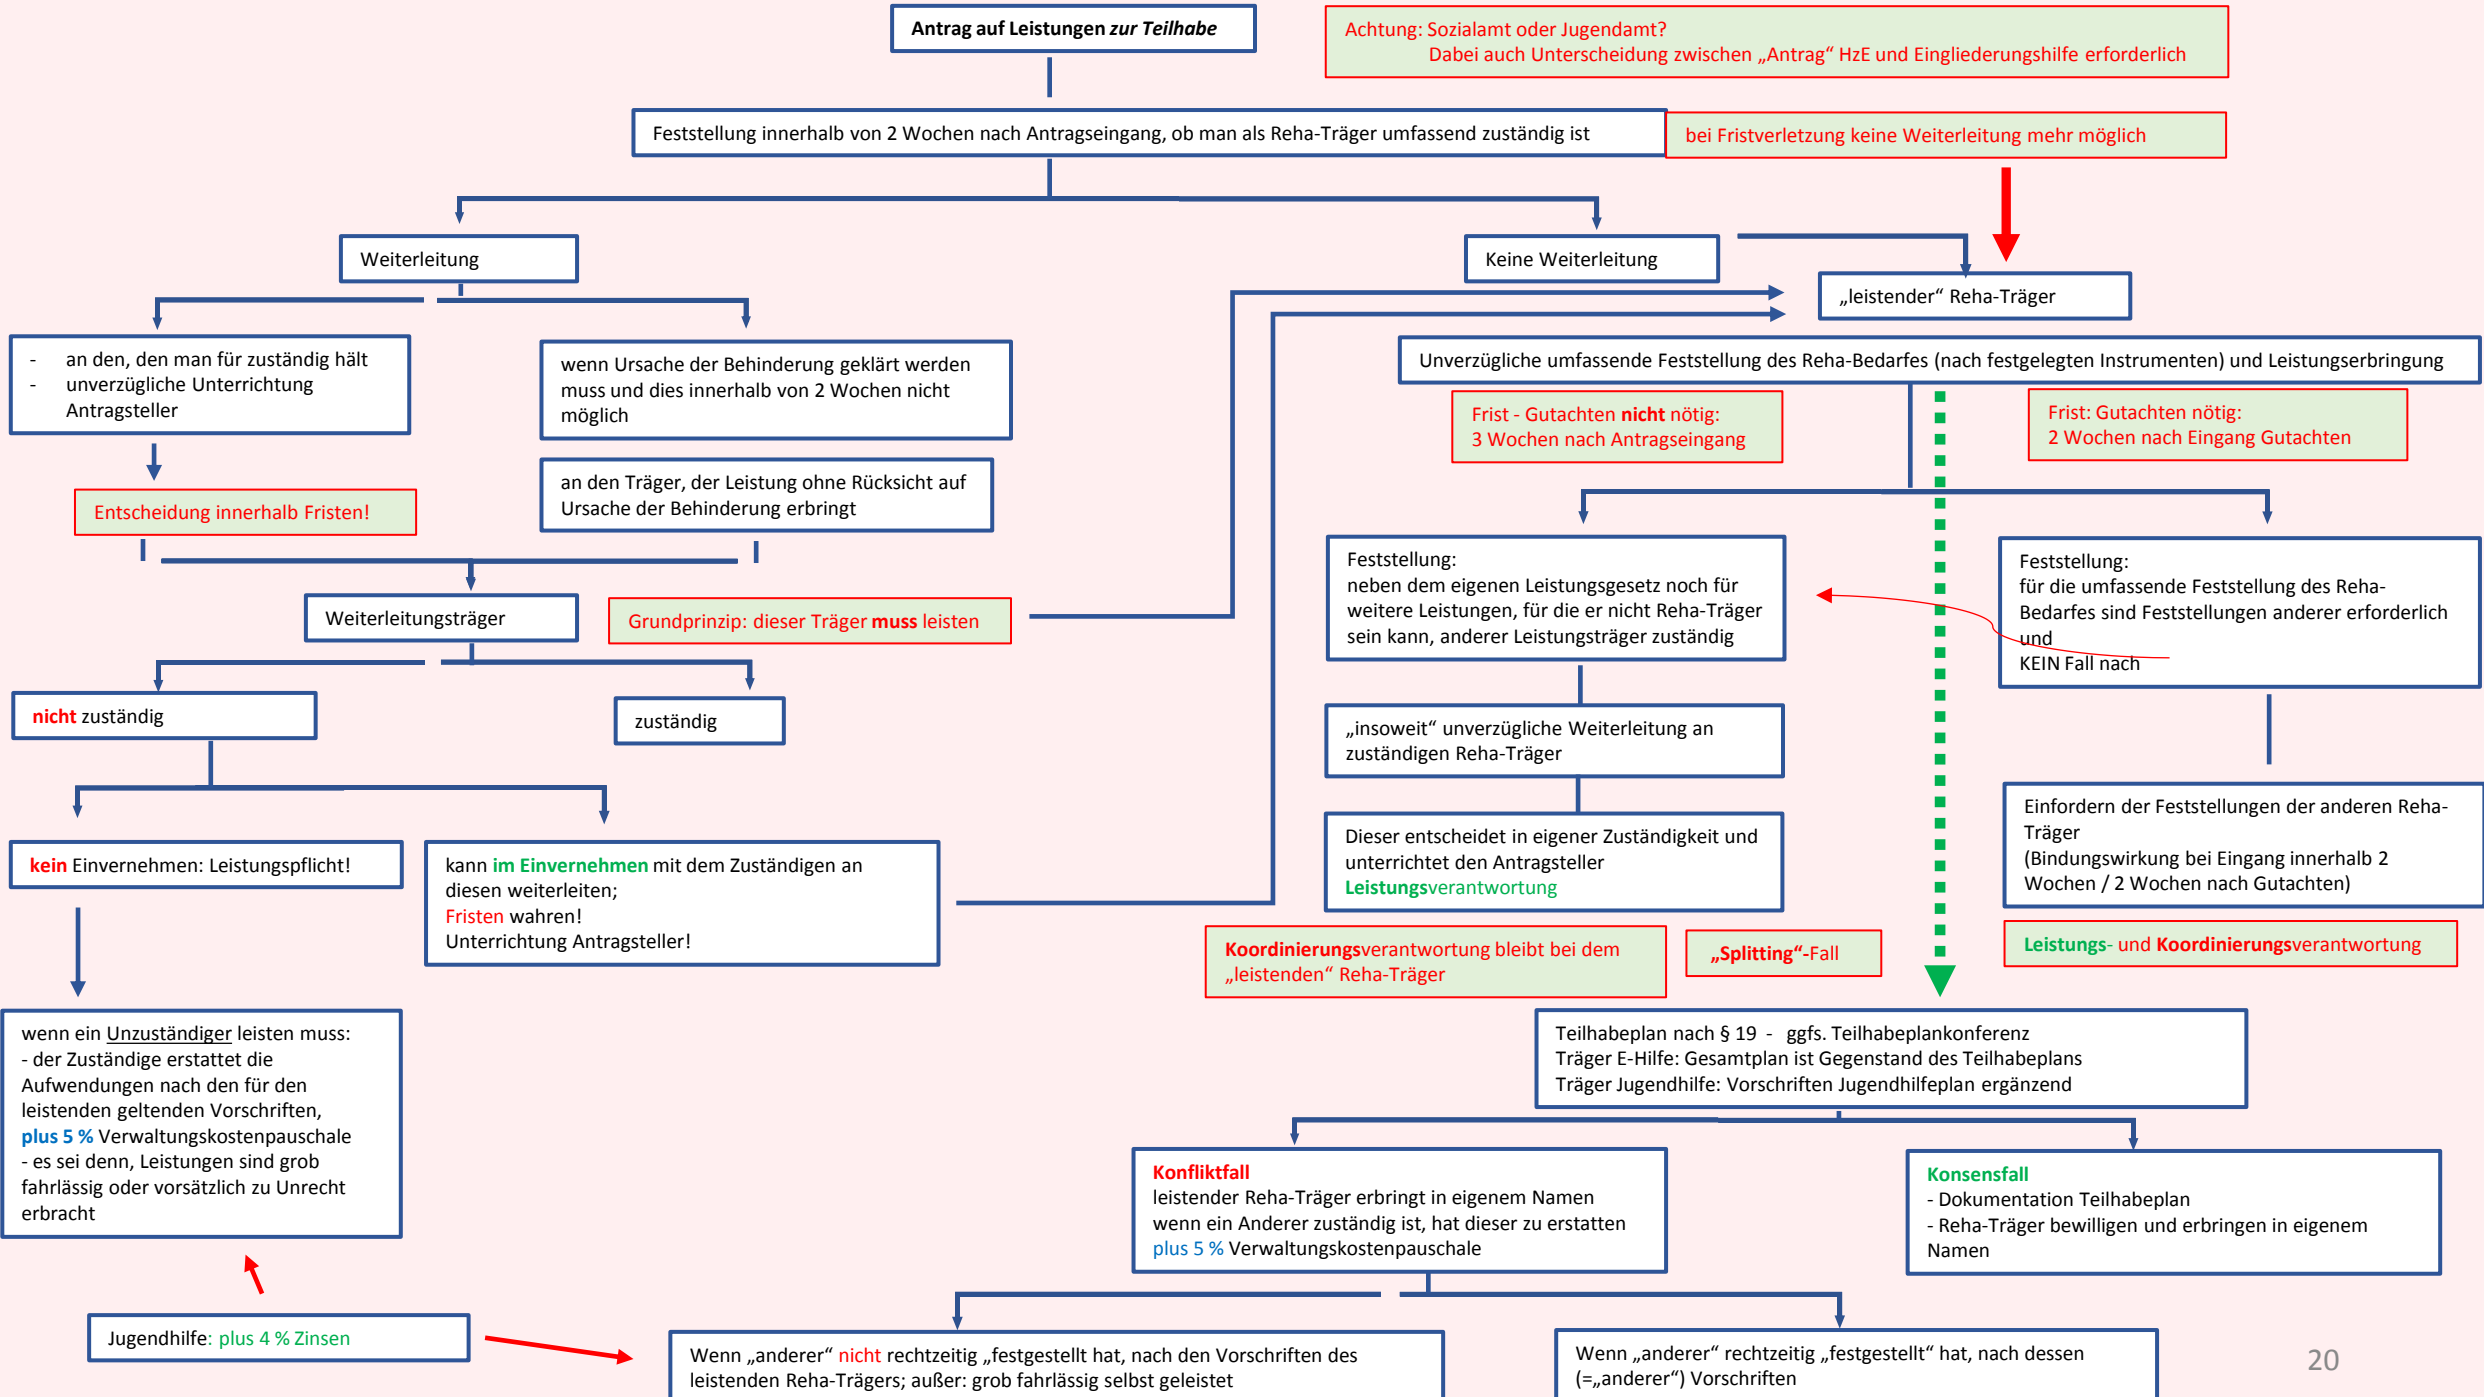 Antrag auf Leistungen zur Teilhabe
Achtung: Sozialamt oder Jugendamt?
Dabei auch Unterscheidung zwischen „Antrag“ HzE und Eingliederungshilfe erforderlich
Feststellung innerhalb von 2 Wochen nach Antragseingang, ob man als Reha-Träger umfassend zuständig ist
bei Fristverletzung keine Weiterleitung mehr möglich
Weiterleitung
Keine Weiterleitung
„leistender“ Reha-Träger
- an den, den man für zuständig hält
- unverzügliche Unterrichtung
Antragsteller
wenn Ursache der Behinderung geklärt werden
muss und dies innerhalb von 2 Wochen nicht
möglich
Unverzügliche umfassende Feststellung des Reha-Bedarfes (nach festgelegten Instrumenten) und Leistungserbringung
Frist - Gutachten nicht nötig:
3 Wochen nach Antragseingang
Frist: Gutachten nötig:
2 Wochen nach Eingang Gutachten
an den Träger, der Leistung ohne Rücksicht auf
Ursache der Behinderung erbringt
Entscheidung innerhalb Fristen!
Weiterleitungsträger
Grundprinzip: dieser Träger muss leisten
Feststellung:
neben dem eigenen Leistungsgesetz noch für
weitere Leistungen, für die er nicht Reha-Träger
sein kann, anderer Leistungsträger zuständig
Feststellung:
für die umfassende Feststellung des Reha-
Bedarfes sind Feststellungen anderer erforderlich
und
KEIN Fall nach
nicht zuständig
zuständig
„insoweit“ unverzügliche Weiterleitung an
zuständigen Reha-Träger
Einfordern der Feststellungen der anderen Reha-
Träger
(Bindungswirkung bei Eingang innerhalb 2
Wochen / 2 Wochen nach Gutachten)
kein Einvernehmen: Leistungspflicht!
kann im Einvernehmen mit dem Zuständigen an
diesen weiterleiten;
Fristen wahren!
Unterrichtung Antragsteller!
Dieser entscheidet in eigener Zuständigkeit und
unterrichtet den Antragsteller
Leistungsverantwortung
Koordinierungsverantwortung bleibt bei dem
„leistenden“ Reha-Träger
„Splitting“-Fall
Leistungs- und Koordinierungsverantwortung
wenn ein Unzuständiger leisten muss:
- der Zuständige erstattet die
Aufwendungen nach den für den
leistenden geltenden Vorschriften,
plus 5 % Verwaltungskostenpauschale
- es sei denn, Leistungen sind grob
fahrlässig oder vorsätzlich zu Unrecht
erbracht
Teilhabeplan nach § 19 - ggfs. Teilhabeplankonferenz
Träger E-Hilfe: Gesamtplan ist Gegenstand des Teilhabeplans
Träger Jugendhilfe: Vorschriften Jugendhilfeplan ergänzend
Konfliktfall
leistender Reha-Träger erbringt in eigenem Namen
wenn ein Anderer zuständig ist, hat dieser zu erstatten
plus 5 % Verwaltungskostenpauschale
Konsensfall
- Dokumentation Teilhabeplan
- Reha-Träger bewilligen und erbringen in eigenem
Namen
Jugendhilfe: plus 4 % Zinsen
Wenn „anderer“ nicht rechtzeitig „festgestellt hat, nach den Vorschriften des
leistenden Reha-Trägers; außer: grob fahrlässig selbst geleistet
Wenn „anderer“ rechtzeitig „festgestellt“ hat, nach dessen
(=„anderer“) Vorschriften
20